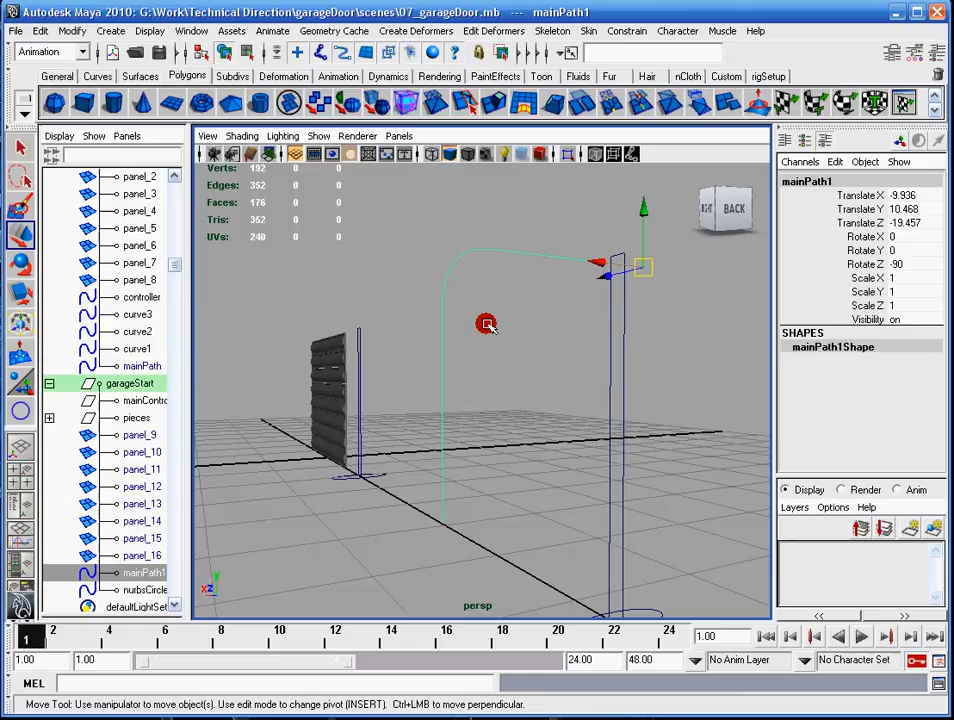 Autodesk Maya 2010: G:\Work\Technical Direction\garageDoor\scenes\07_garageDoor.mb --- mainPath1
File Edit Modify Create Display Window Assets Animate Geometry Cache Create Deformers Edit Deformers Skeleton Skin Constrain Character Muscle Help
Animation
General Curves Surfaces Polygons Subdivs Deformation Animation Dynamics Rendering PaintEffects Toon Fluids Fur Hair nCloth Custom rigSetup
Display Show Panels
View Shading Lighting Show Renderer Panels
panel_2
panel_3
panel_4
panel_5
panel_6
panel_7
panel_8
controller
curve3
curve2
curve1
mainPath
garageStart
mainContro
pieces
panel_9
panel_10
panel_11
panel_12
panel_13
panel_14
panel_15
panel_16
mainPath1
nurbsCircle
defaultLightSet
Verts: 192 0 0
Edges: 352 0 0
Faces: 176 0 0
Tris: 352 0 0
UVs: 240 0 0
RIGHT BACK
persp
Channels Edit Object Show
mainPath1
Translate X -9.936
Translate Y 10.468
Translate Z -19.457
Rotate X 0
Rotate Y 0
Rotate Z -90
Scale X 1
Scale Y 1
Scale Z 1
Visibility on
SHAPES
mainPath1Shape
Display Render Anim
Layers Options Help
<< >>
1 2 4 6 8 10 12 14 16 18 20 22 24 1.00
1.00 1.00 24.00 48.00 No Anim Layer No Character Set
MEL
Move Tool: Use manipulator to move object(s). Use edit mode to change pivot (INSERT). Ctrl+LMB to move perpendicular.